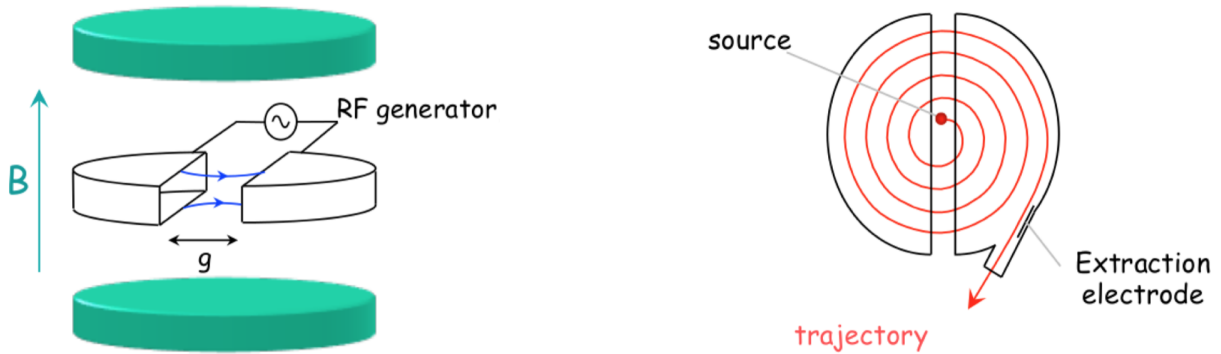 RF generator
B
g
source
Extraction
electrode
trajectory